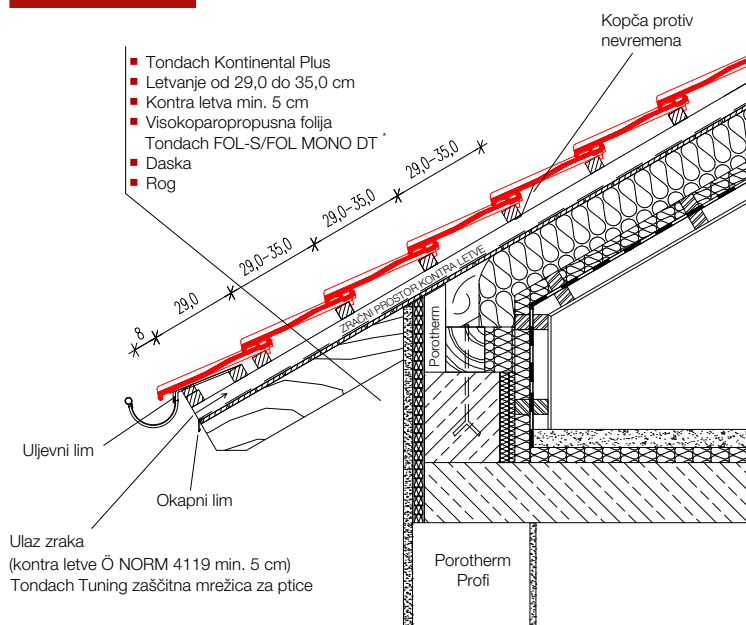 Kopča protiv
nevremena
Tondach Kontinental Plus
Letvanje od 29,0 do 35,0 cm
Kontra letva min. 5 cm
Visokoparopropusna folija
Tondach FOL-S/FOL MONO DT *
Daska
Rog
29,0–35,0
29,0–35,0
29,0–35,0
29,0
8
ZRAČNI PROSTOR KONTRA LETVE
Porotherm
Uljevni lim
Okapni lim
Ulaz zraka
(kontra letve Ö NORM 4119 min. 5 cm)
Tondach Tuning zaščitna mrežica za ptice
Porotherm
Profi